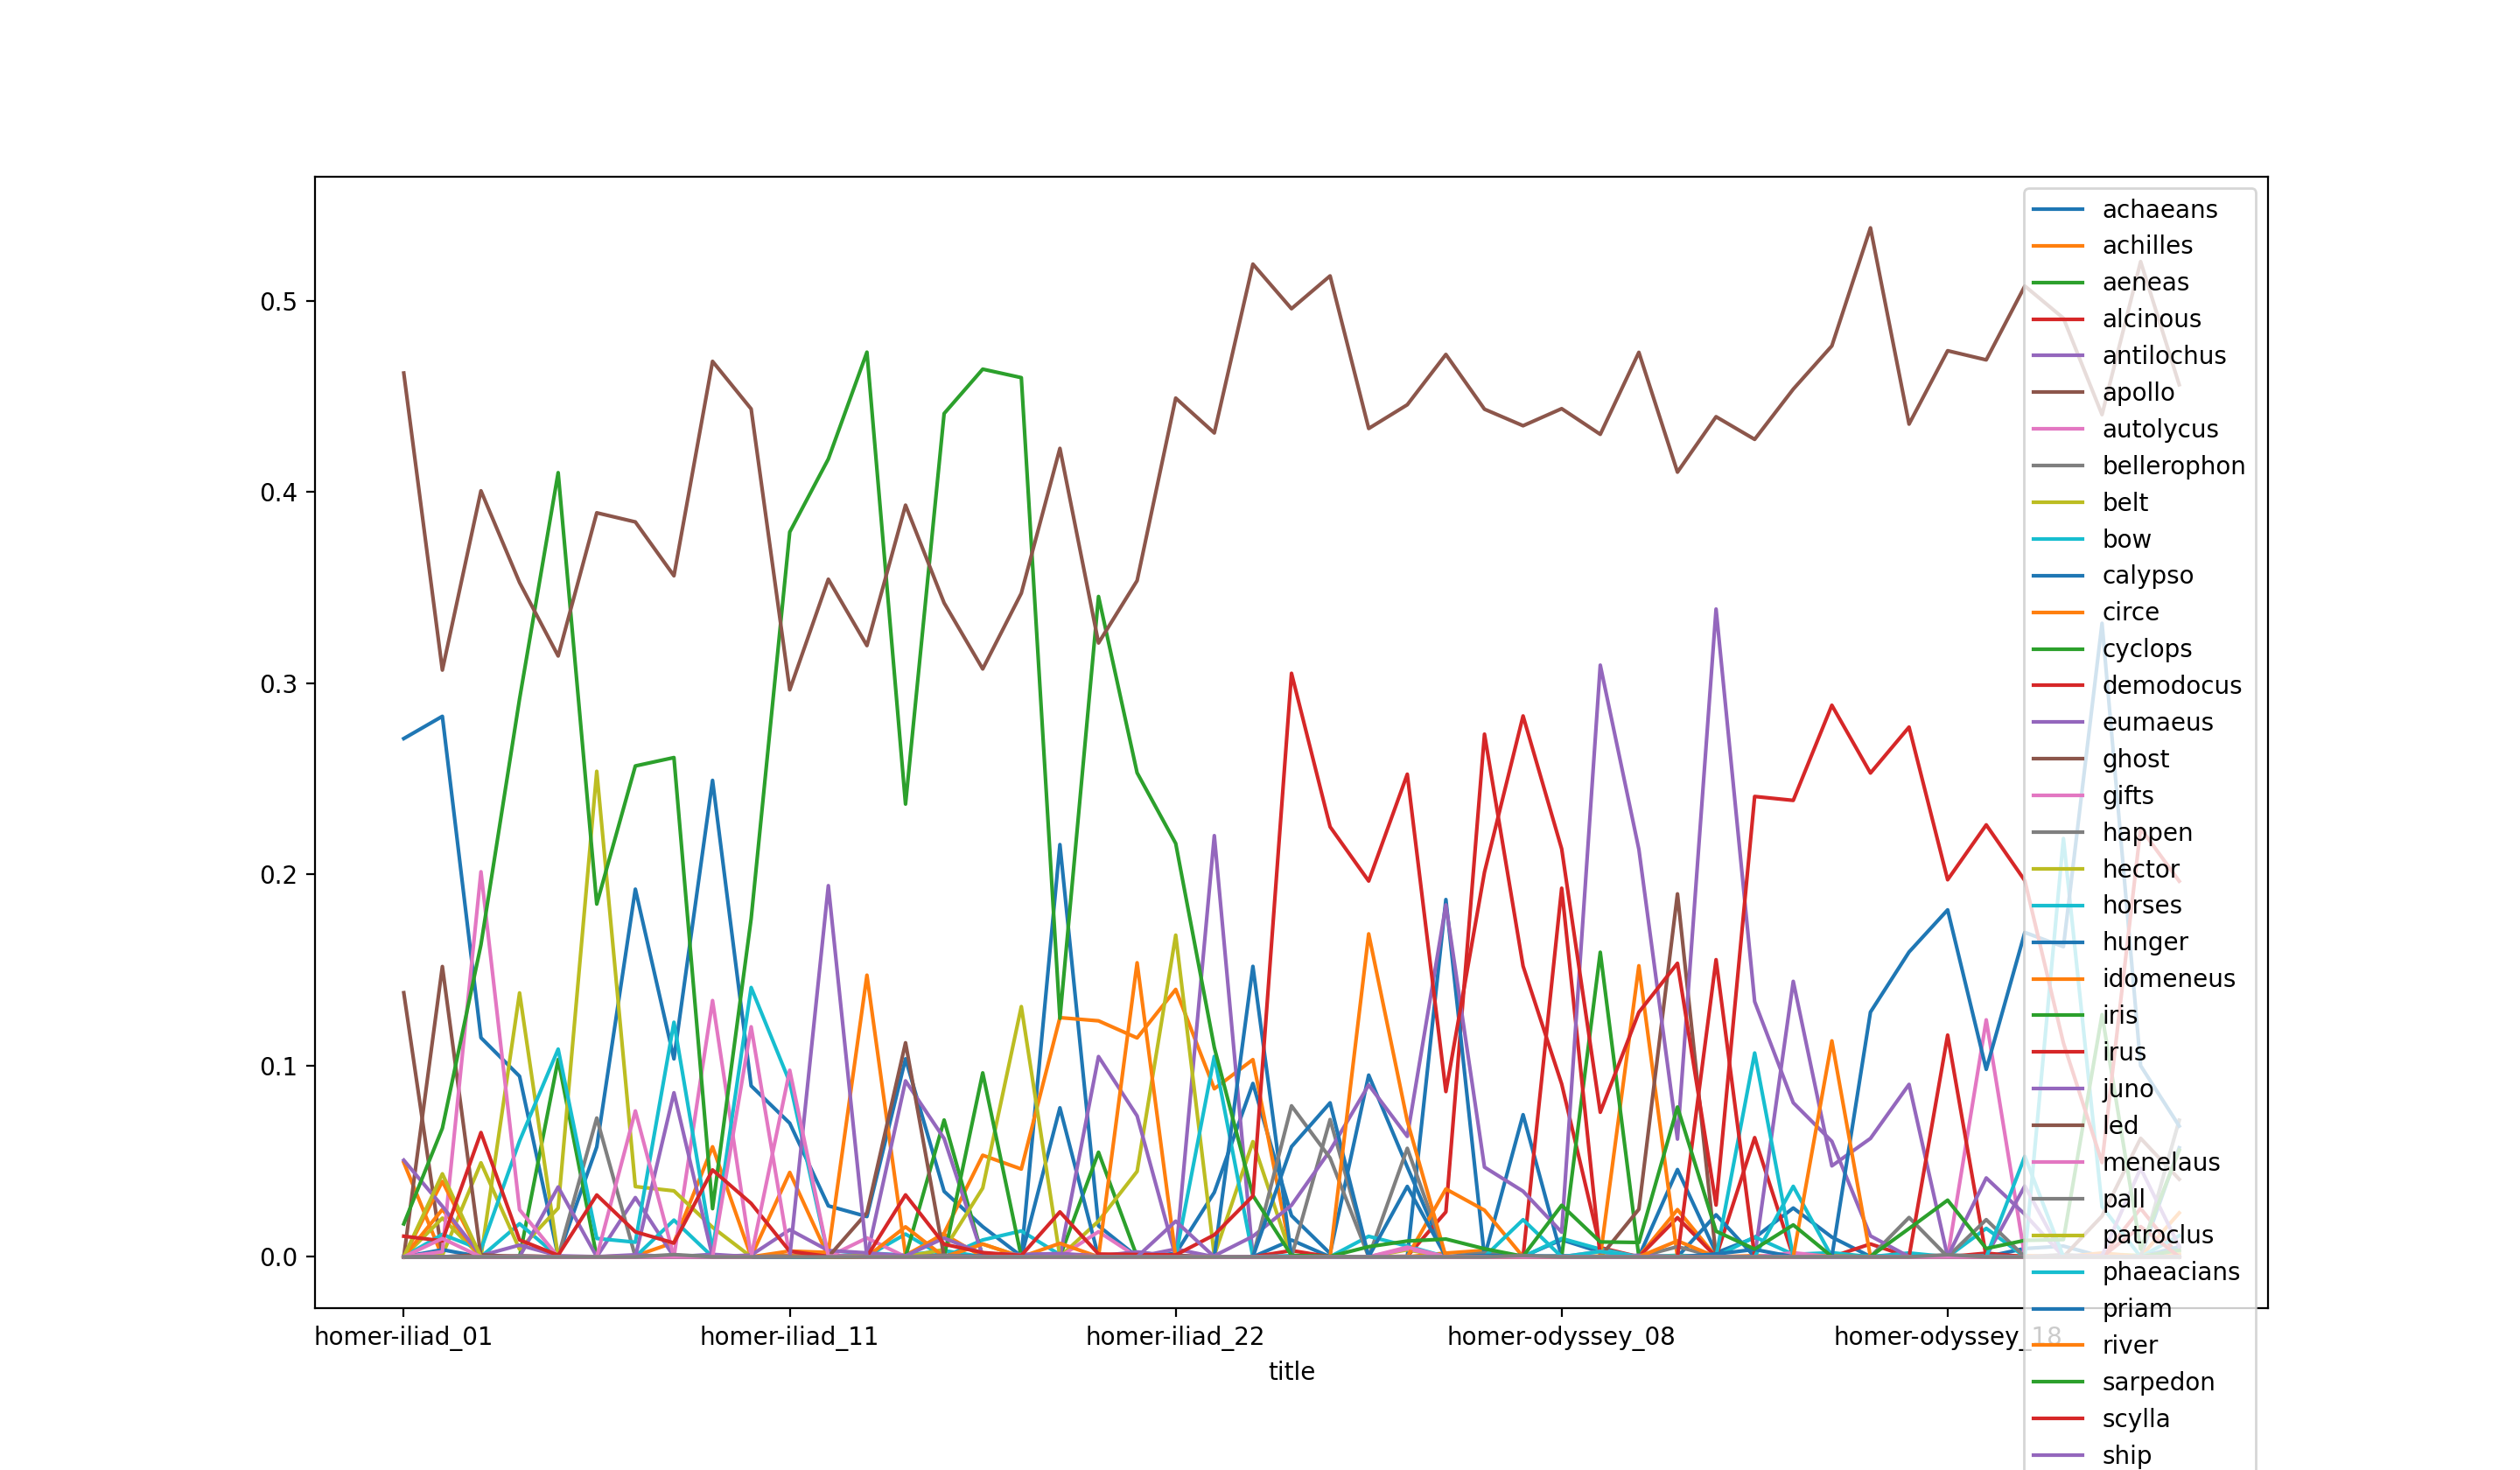 0.5
0.4
0.3
0.2
0.1
0.0
homer-iliad_01
homer-iliad_11
homer-iliad_22
homer-odyssey_08
homer-odyssey_18
title
achaeans
achilles
aeneas
alcinous
antilochus
apollo
autolycus
bellerophon
belt
bow
calypso
circe
cyclops
demodocus
eumaeus
ghost
gifts
happen
hector
horses
hunger
idomeneus
iris
irus
juno
led
menelaus
pall
patroclus
phaeacians
priam
river
sarpedon
scylla
ship